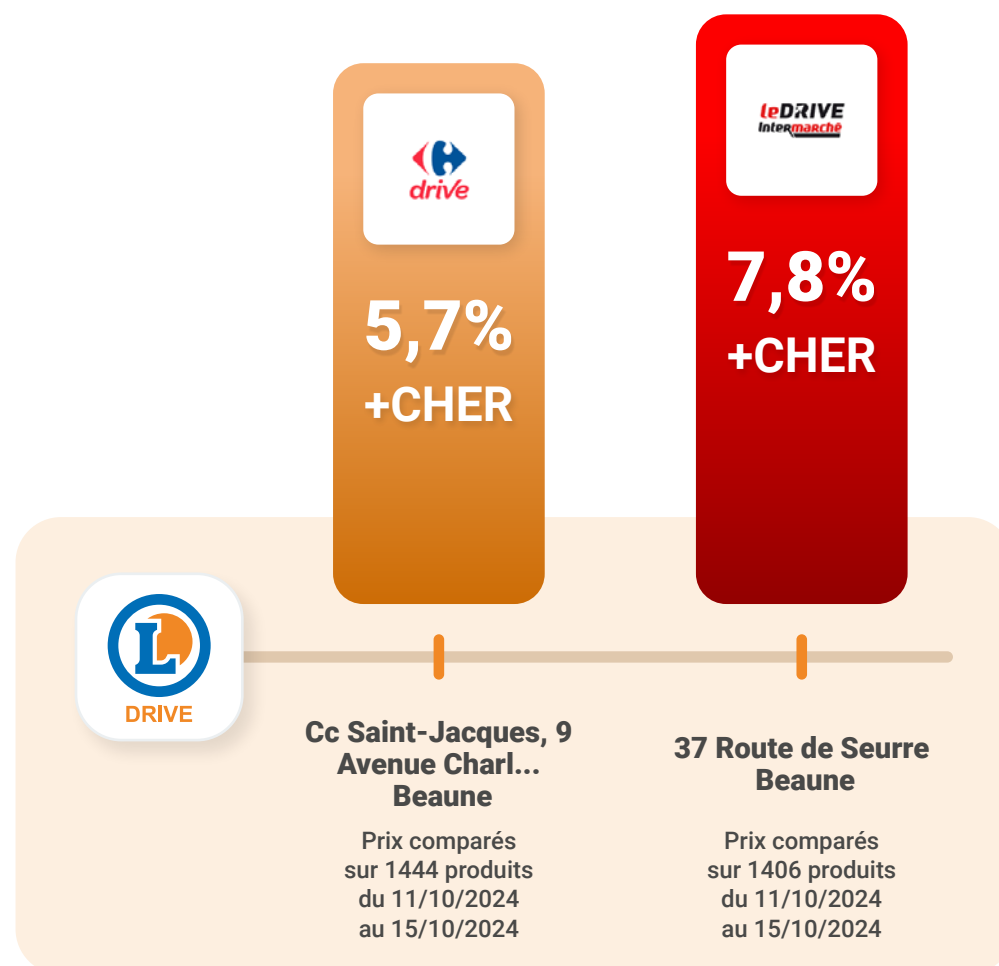 drive
5,7%
+CHER
leDRIVE
Intermarché
7,8%
+CHER
L
DRIVE
Cc Saint-Jacques, 9
Avenue Charl...
Beaune
Prix comparés
sur 1444 produits
du 11/10/2024
au 15/10/2024
37 Route de Seurre
Beaune
Prix comparés
sur 1406 produits
du 11/10/2024
au 15/10/2024